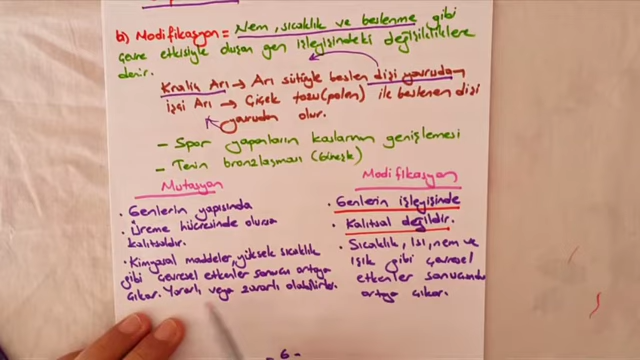 b) Modifikasyon = Nem, sıcaklık ve beslenme gibi
çevre etkisiyle oluşan gen işleyişindeki değişikliklere
denir.
Kraliçe Arı → Arı sütüyle beslen dişi yavrudan
İşçi Arı → Çiçek tozu (polen) ile beslenen dişi
yavrudan olur.
- Spor yapanların kaslarının genişlemesi
- Tenin bronzlaşması (Güneşte)
Mutasyon
• Genlerin yapısında
• Üreme hücresinde olursa
kalıtsaldır.
• Kimyasal maddeler, yüksek sıcaklık
gibi çevresel etkenler sonucu ortaya
çıkar. Yararlı veya zararlı olabilirler.
Modifikasyon
• Genlerin işleyişinde
• Kalıtsal değildir.
• Sıcaklık, ısı, nem ve
ışık gibi çevresel
etkenler sonucunda
ortaya çıkar.
- 6 -